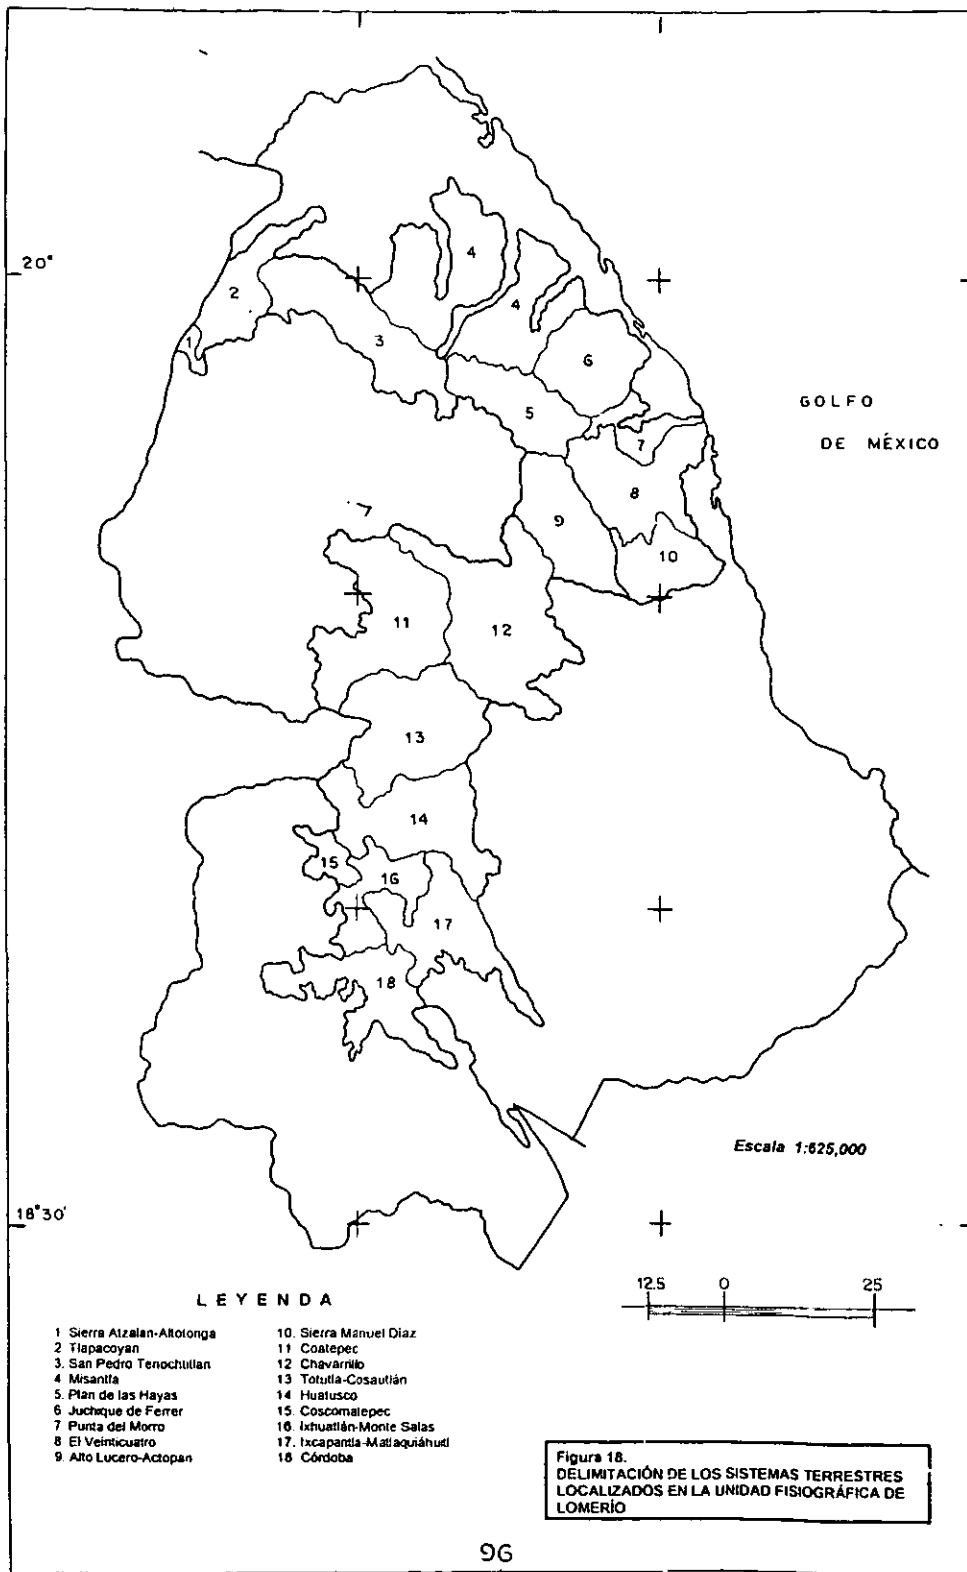 20°
4
2
4
1
3
6
5
GOLFO
DE MÉXICO
7
8
9
10
11
12
13
14
15
16
17
18
Escala 1:625,000
18°30'
12.5 0 25
LEYENDA
1 Sierra Atzalan-Altotonga
2 Tlapacoyan
3. San Pedro Tenochtitlan
4 Misantla
5. Plan de las Hayas
6 Juchique de Ferrer
7 Punta del Morro
8 El Veinticuatro
9. Alto Lucero-Actopan
10. Sierra Manuel Díaz
11 Coatepec
12 Chavarrillo
13 Totutla-Cosautlán
14 Huatusco
15 Coscomatepec
16 Ixhuatlán-Monte Salas
17. Ixcapantla-Matlaquiáhuitl
18 Córdoba
Figura 18.
DELIMITACIÓN DE LOS SISTEMAS TERRESTRES
LOCALIZADOS EN LA UNIDAD FISIOGRÁFICA DE
LOMERÍO
96